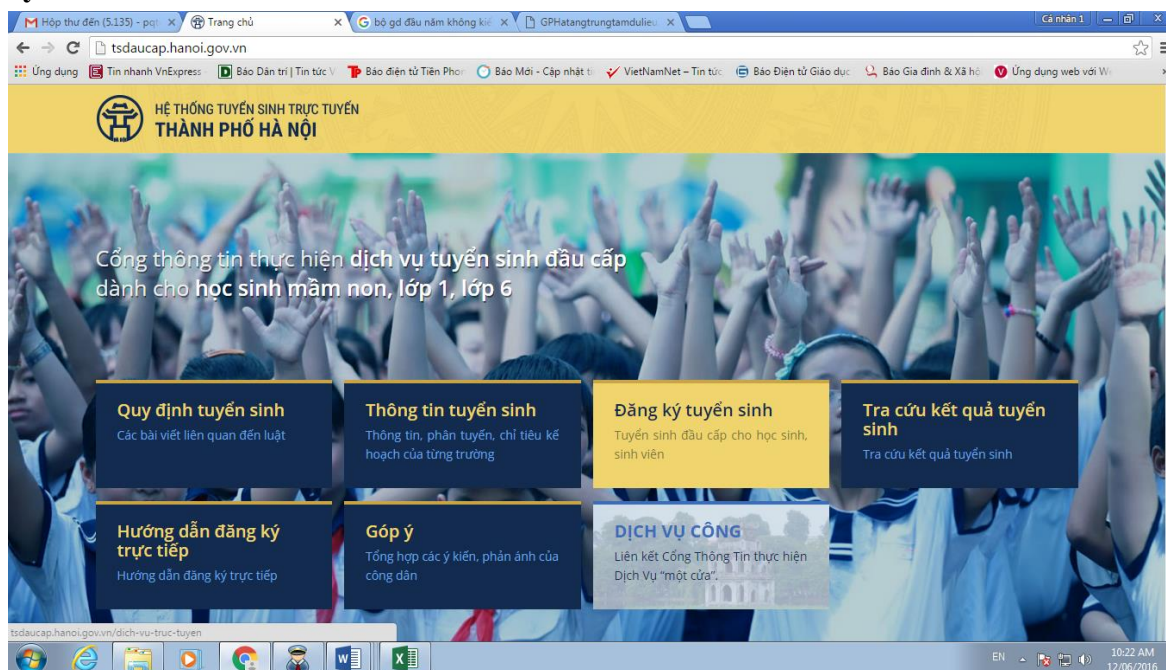 Hộp thư đến (5.135) - pqt
Trang chủ
bộ gd đầu năm không kiể
GPHatangtrungtamdulieu
Cá nhân 1
tsdaucap.hanoi.gov.vn
Ứng dụng
Tin nhanh VnExpress -
Báo Dân trí | Tin tức V
Báo điện tử Tiền Phon
Báo Mới - Cập nhật ti
VietNamNet – Tin tức,
Báo Điện tử Giáo dục
Báo Gia đình & Xã hộ
Ứng dụng web với W
HỆ THỐNG TUYỂN SINH TRỰC TUYẾN
THÀNH PHỐ HÀ NỘI
Cổng thông tin thực hiện dịch vụ tuyển sinh đầu cấp
dành cho học sinh mầm non, lớp 1, lớp 6
Quy định tuyển sinh
Các bài viết liên quan đến luật
Thông tin tuyển sinh
Thông tin, phân tuyến, chỉ tiêu kế
hoạch của từng trường
Đăng ký tuyển sinh
Tuyển sinh đầu cấp cho học sinh,
sinh viên
Tra cứu kết quả tuyển
sinh
Tra cứu kết quả tuyển sinh
Hướng dẫn đăng ký
trực tiếp
Hướng dẫn đăng ký trực tiếp
Góp ý
Tổng hợp các ý kiến, phản ánh của
công dân
DỊCH VỤ CÔNG
Liên kết Cổng Thông Tin thực hiện
Dịch Vụ "một cửa".
tsdaucap.hanoi.gov.vn/dich-vu-truc-tuyen
EN
10:22 AM
12/06/2016